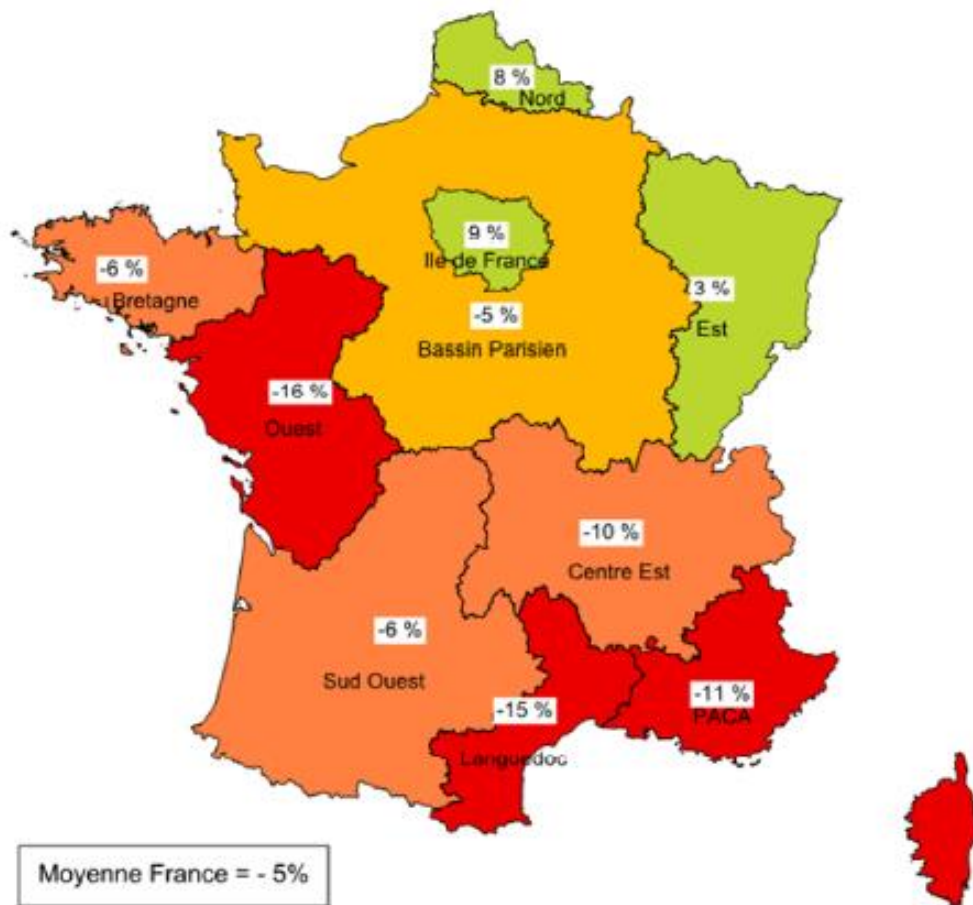 8 %
Nord
9 %
Ile de France
-6 %
Bretagne
3 %
Est
-5 %
Bassin Parisien
-16 %
Ouest
-10 %
Centre Est
-6 %
Sud Ouest
-11 %
PACA
-15 %
Languedoc
Moyenne France = - 5%